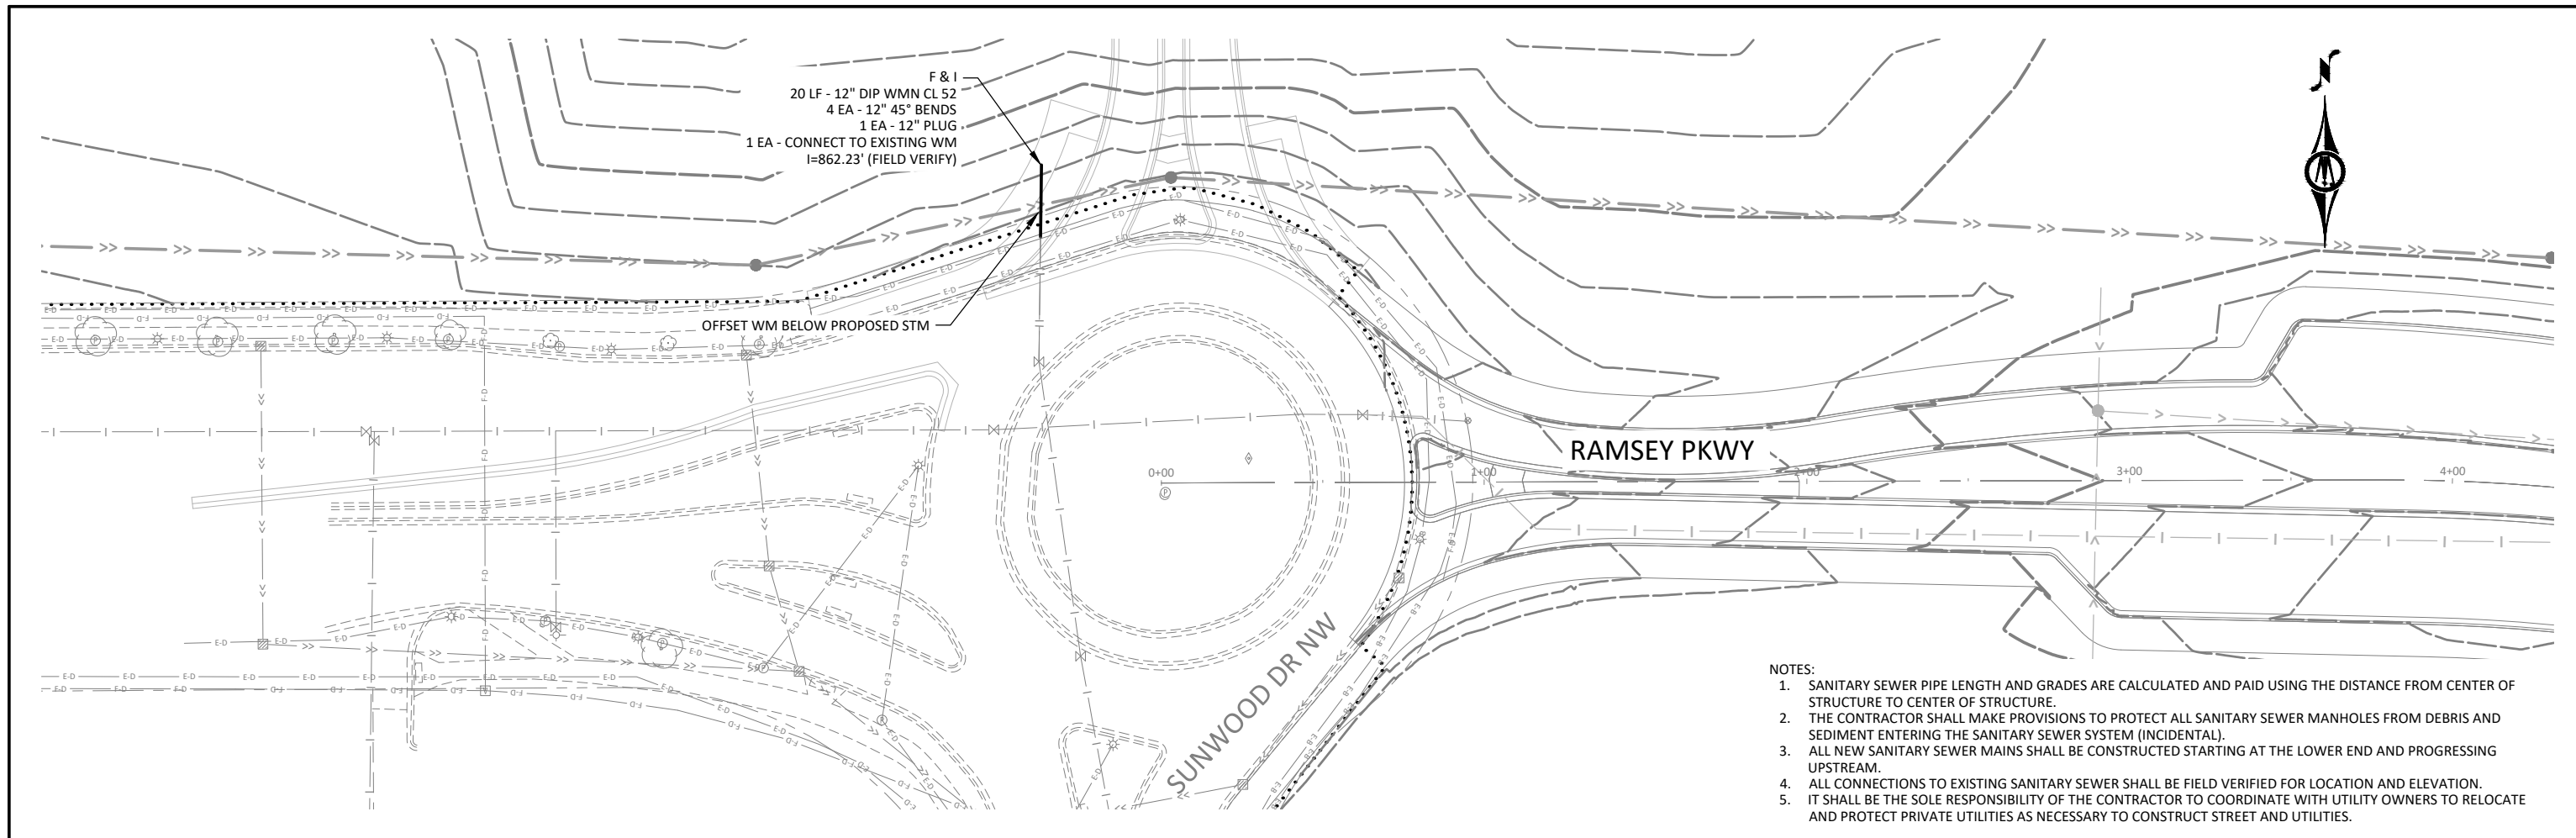 F & I
20 LF - 12" DIP WMN CL 52
4 EA - 12" 45° BENDS
1 EA - 12" PLUG
1 EA - CONNECT TO EXISTING WM
I=862.23' (FIELD VERIFY)
OFFSET WM BELOW PROPOSED STM
N
RAMSEY PKWY
0+00
1+00
2+00
3+00
4+00
SUNWOOD DR NW
NOTES:
1. SANITARY SEWER PIPE LENGTH AND GRADES ARE CALCULATED AND PAID USING THE DISTANCE FROM CENTER OF
STRUCTURE TO CENTER OF STRUCTURE.
2. THE CONTRACTOR SHALL MAKE PROVISIONS TO PROTECT ALL SANITARY SEWER MANHOLES FROM DEBRIS AND
SEDIMENT ENTERING THE SANITARY SEWER SYSTEM (INCIDENTAL).
3. ALL NEW SANITARY SEWER MAINS SHALL BE CONSTRUCTED STARTING AT THE LOWER END AND PROGRESSING
UPSTREAM.
4. ALL CONNECTIONS TO EXISTING SANITARY SEWER SHALL BE FIELD VERIFIED FOR LOCATION AND ELEVATION.
5. IT SHALL BE THE SOLE RESPONSIBILITY OF THE CONTRACTOR TO COORDINATE WITH UTILITY OWNERS TO RELOCATE
AND PROTECT PRIVATE UTILITIES AS NECESSARY TO CONSTRUCT STREET AND UTILITIES.